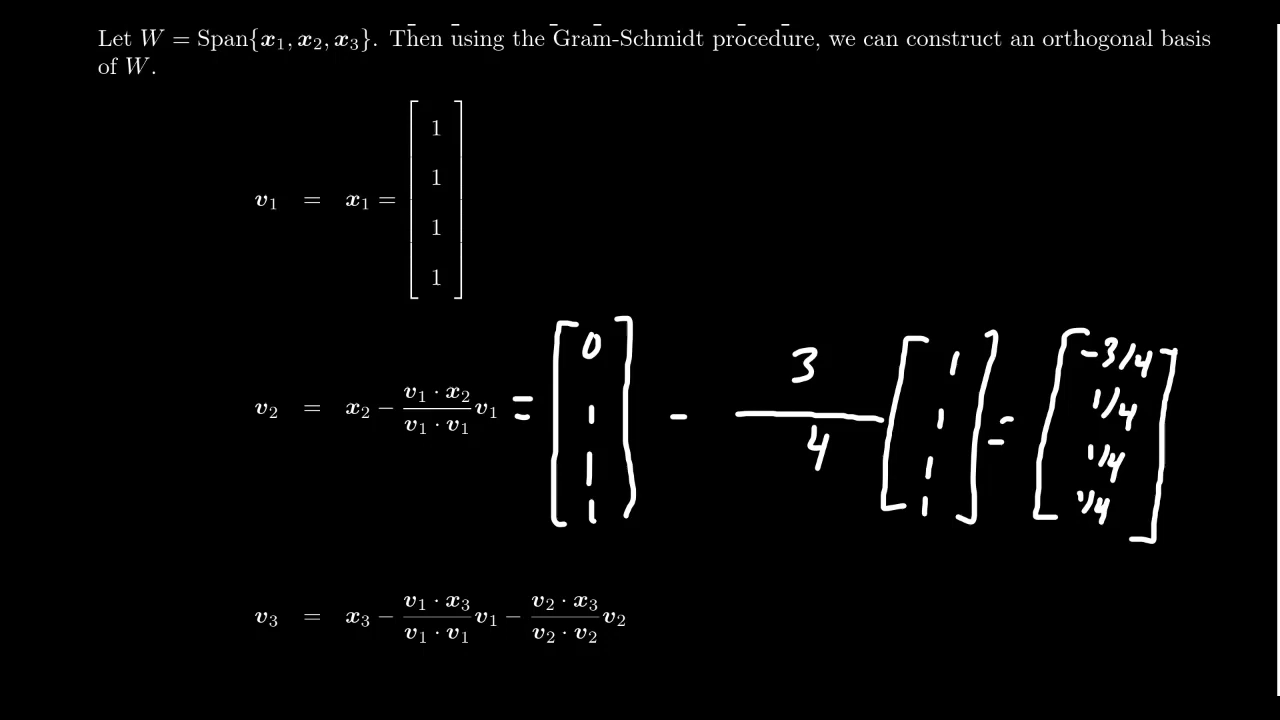 Let W = Span{x₁, x₂, x₃}. Then using the Gram-Schmidt procedure, we can construct an orthogonal basis
of W.
v₁ = x₁ = [1 1 1 1]
v₂ = x₂ − (v₁ · x₂)/(v₁ · v₁) v₁ = [0 1 1 1] − 3/4 [1 1 1 1] = [−3/4 1/4 1/4 1/4]
v₃ = x₃ − (v₁ · x₃)/(v₁ · v₁) v₁ − (v₂ · x₃)/(v₂ · v₂) v₂